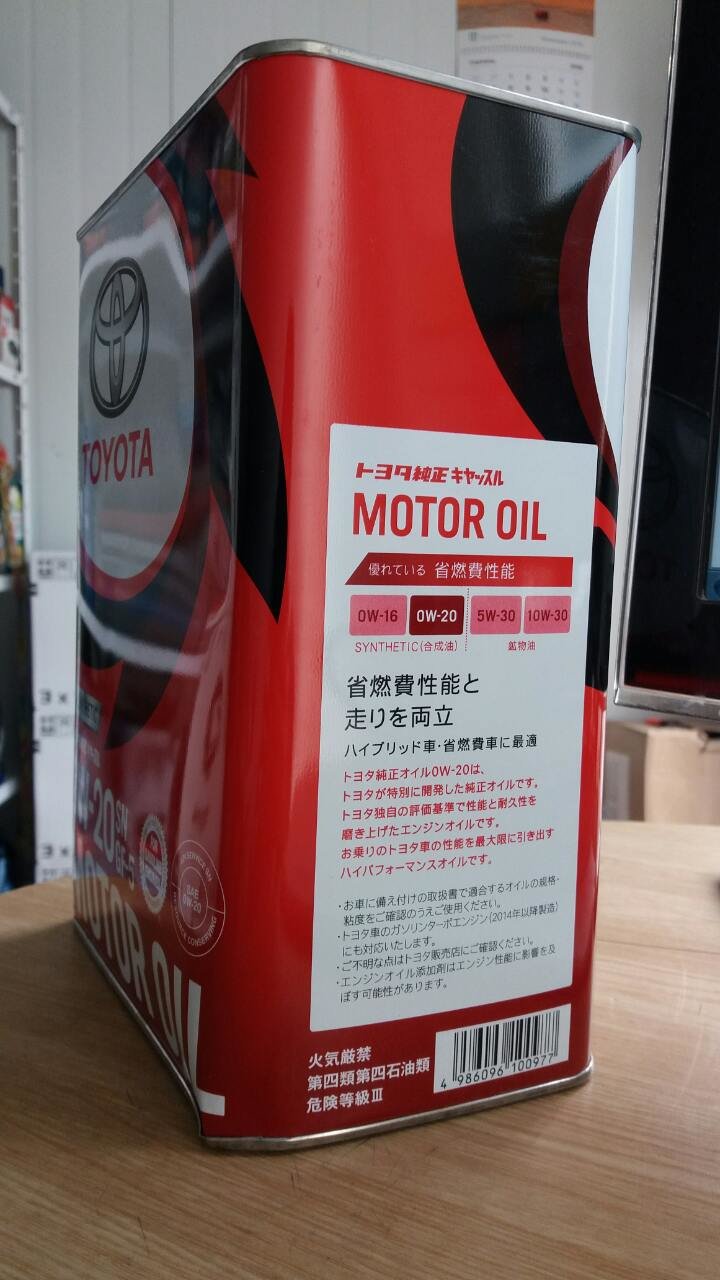 TOYOTA
-20 SN
GF-5
MOTOR OIL
API SERVICE SN
SAE
0W-20
RESOURCE CONSERVING
トヨタ純正キヤッスル
MOTOR OIL
優れている 省燃費性能
0W-16 0W-20 5W-30 10W-30
SYNTHETIC(合成油) 鉱物油
省燃費性能と
走りを両立
ハイブリッド車・省燃費車に最適
トヨタ純正オイル0W-20は、
トヨタが特別に開発した純正オイルです。
トヨタ独自の評価基準で性能と耐久性を
磨き上げたエンジンオイルです。
お乗りのトヨタ車の性能を最大限に引き出す
ハイパフォーマンスオイルです。
・お車に備え付けの取扱書で適合するオイルの規格・
粘度をご確認のうえご使用ください。
・トヨタ車のガソリンターボエンジン(2014年以降製造)
にも対応いたします。
・ご不明な点はトヨタ販売店にご確認ください。
・エンジンオイル添加剤はエンジン性能に影響を及
ぼす可能性があります。
火気厳禁
第四類第四石油類
危険等級Ⅲ
4 986096 100977